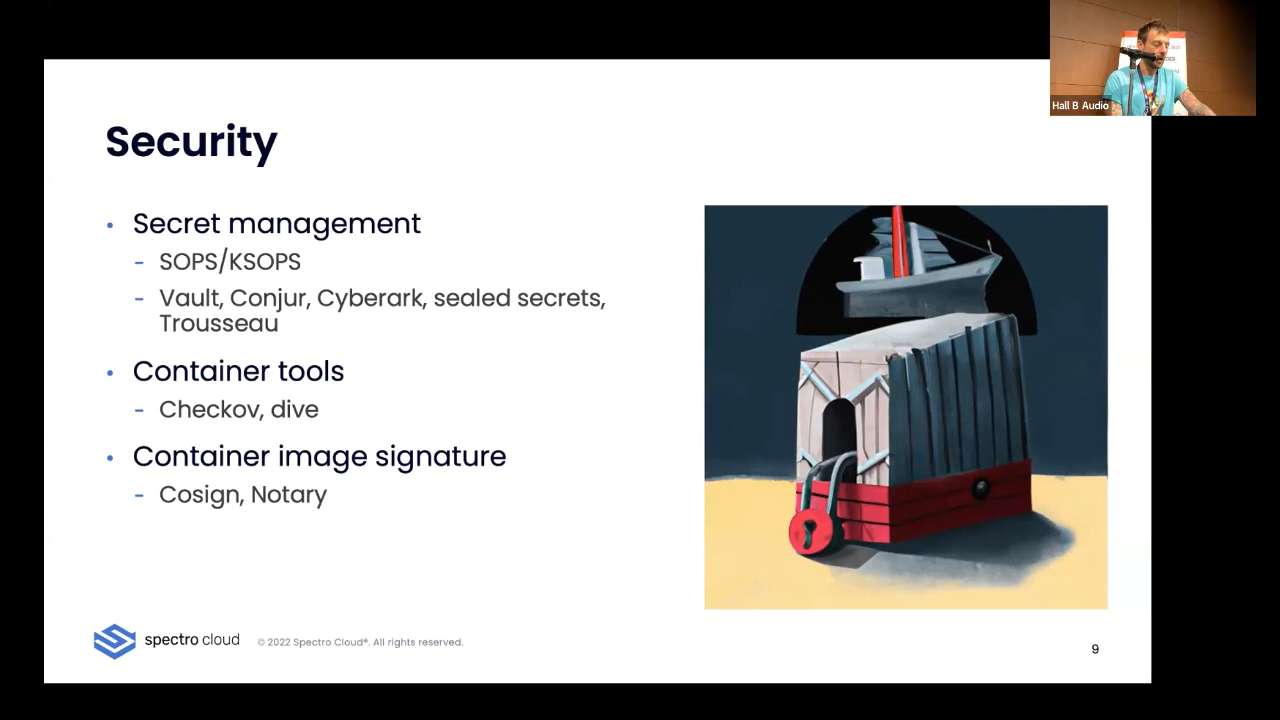 Hall B Audio
Security
• Secret management
- SOPS/KSOPS
- Vault, Conjur, Cyberark, sealed secrets,
Trousseau
• Container tools
- Checkov, dive
• Container image signature
- Cosign, Notary
spectro cloud
© 2022 Spectro Cloud®. All rights reserved.
9